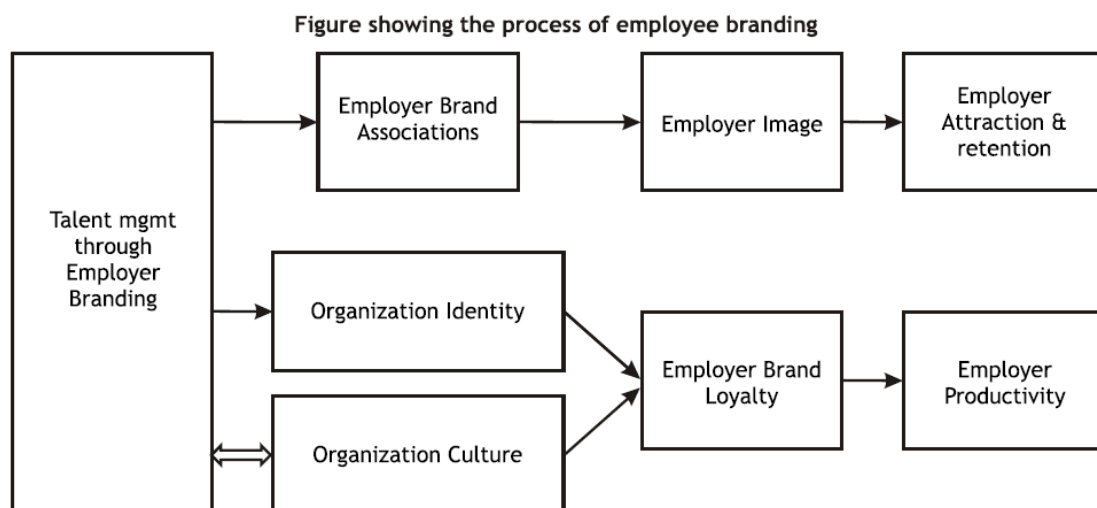 Figure showing the process of employee branding
Talent mgmt
through
Employer
Branding
Employer Brand
Associations
Employer Image
Employer
Attraction &
retention
Organization Identity
Organization Culture
Employer Brand
Loyalty
Employer
Productivity